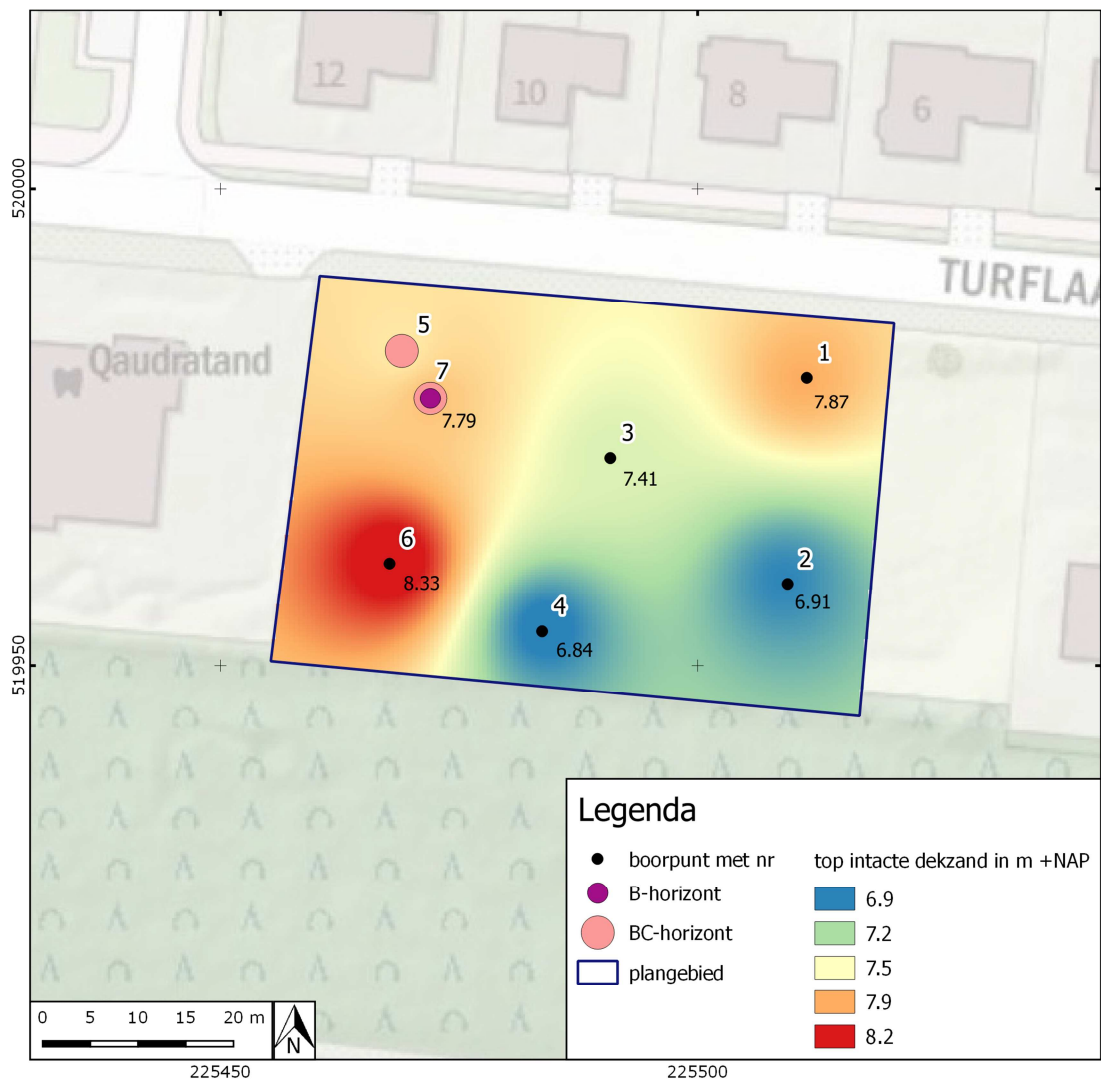 12
10
8
6
520000
TURFLAA
5
1
Qaudratand
7
7.87
7.79
3
7.41
6
8.33
2
6.91
4
6.84
519950
Legenda
boorpunt met nr
B-horizont
BC-horizont
plangebied
top intacte dekzand in m +NAP
6.9
7.2
7.5
7.9
8.2
0 5 10 15 20 m
N
225450
225500